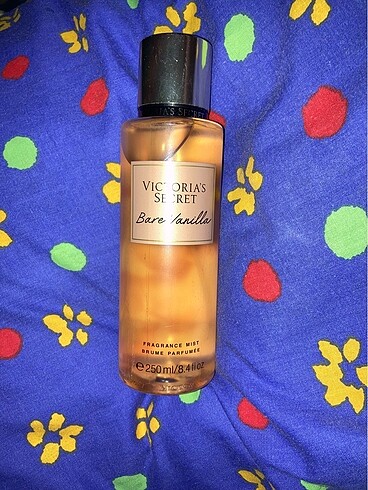 VICTORIA'S
SECRET
Bare Vanilla
FRAGRANCE MIST
BRUME PARFUMÉE
℮ 250 ml/8.4 fl oz